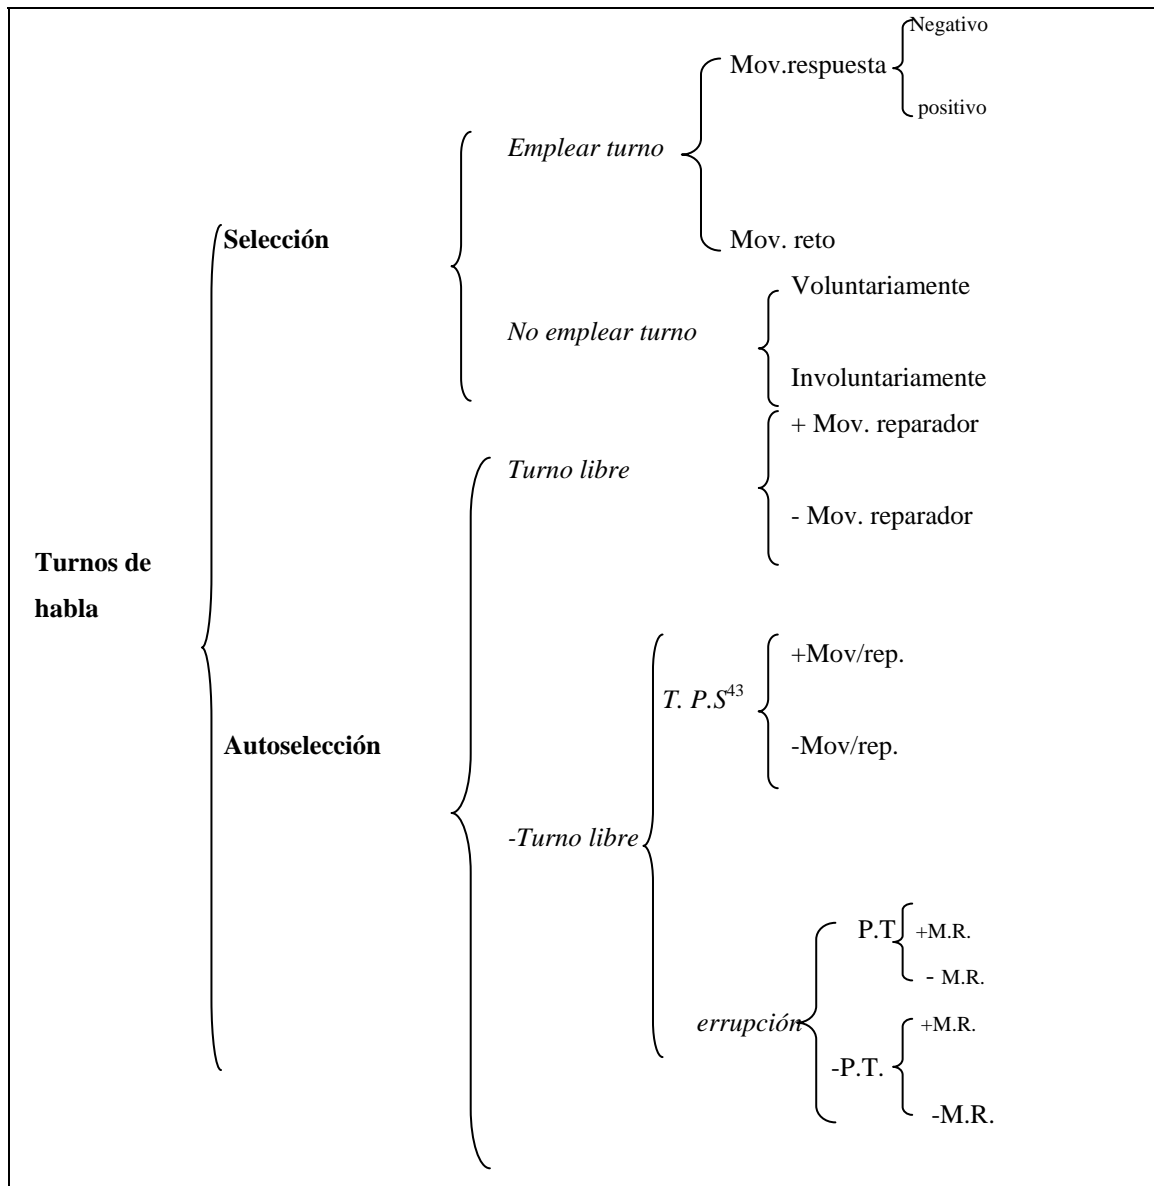 Negativo
Mov.respuesta
positivo
Emplear turno
Selección
Mov. reto
Voluntariamente
No emplear turno
Involuntariamente
+ Mov. reparador
Turno libre
- Mov. reparador
Turnos de
habla
+Mov/rep.
T. P.S43
Autoselección
-Mov/rep.
-Turno libre
P.T
+M.R.
- M.R.
errupción
+M.R.
-P.T.
-M.R.